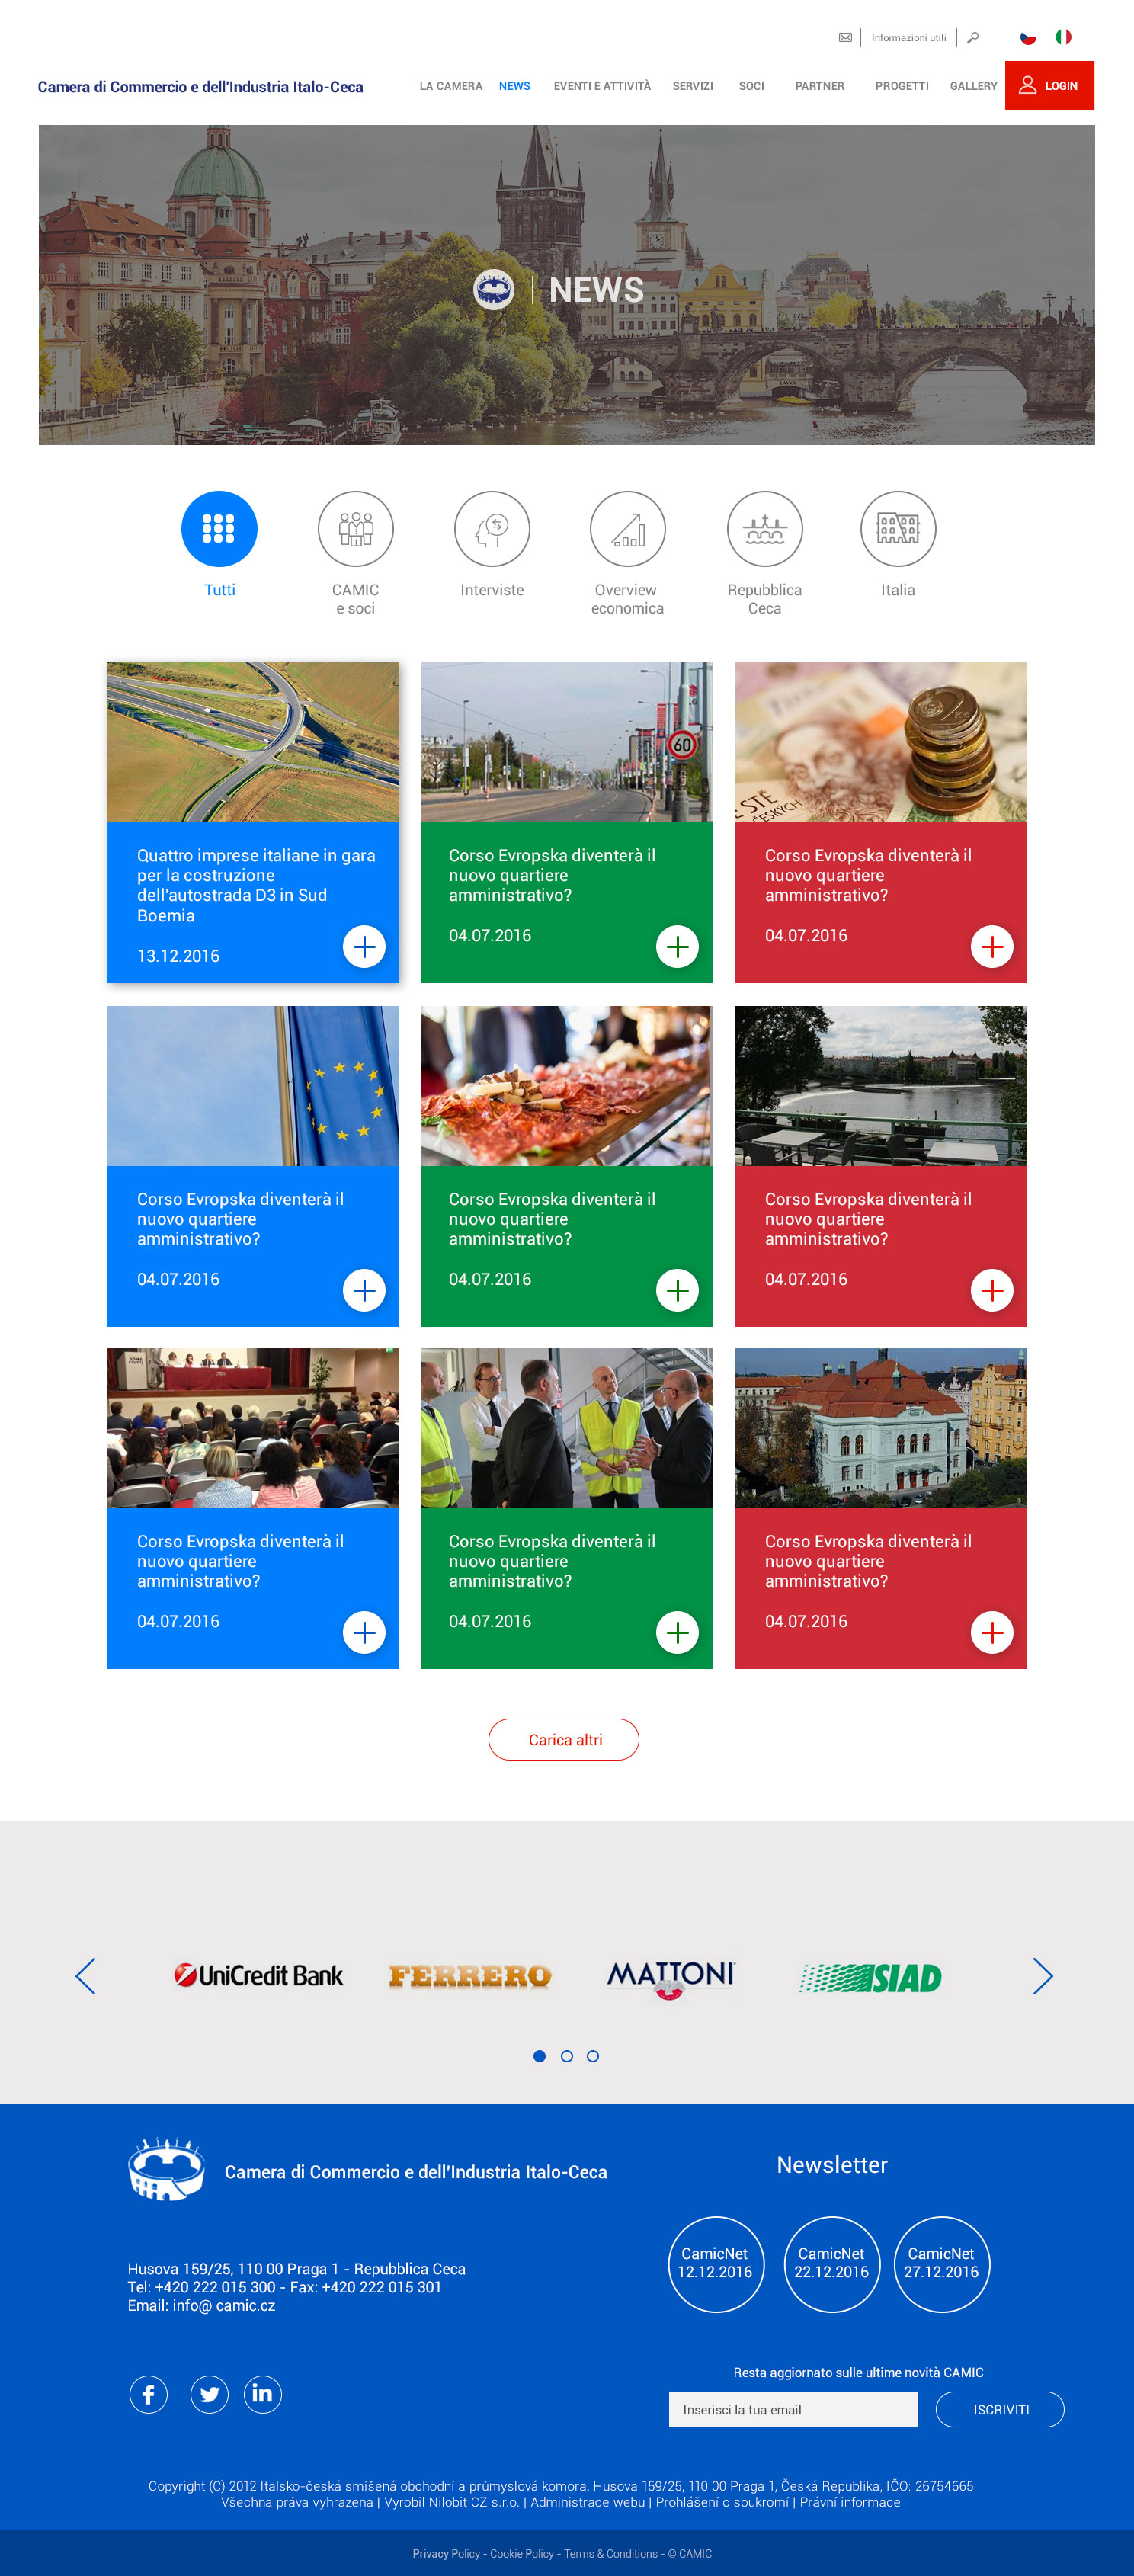 Informazioni utili
Camera di Commercio e dell'Industria Italo-Ceca
LA CAMERA NEWS EVENTI E ATTIVITÀ SERVIZI SOCI PARTNER PROGETTI GALLERY LOGIN
NEWS
Tutti
CAMIC
e soci
Interviste
Overview
economica
Repubblica
Ceca
Italia
60
STE
ČESKÝCH
Kč
Quattro imprese italiane in gara
per la costruzione
dell'autostrada D3 in Sud
Boemia
13.12.2016
Corso Evropska diventerà il
nuovo quartiere
amministrativo?
04.07.2016
Corso Evropska diventerà il
nuovo quartiere
amministrativo?
04.07.2016
Corso Evropska diventerà il
nuovo quartiere
amministrativo?
04.07.2016
Corso Evropska diventerà il
nuovo quartiere
amministrativo?
04.07.2016
Corso Evropska diventerà il
nuovo quartiere
amministrativo?
04.07.2016
Corso Evropska diventerà il
nuovo quartiere
amministrativo?
04.07.2016
Corso Evropska diventerà il
nuovo quartiere
amministrativo?
04.07.2016
Corso Evropska diventerà il
nuovo quartiere
amministrativo?
04.07.2016
Carica altri
UniCredit Bank FERRERO MATTONI SIAD
Camera di Commercio e dell'Industria Italo-Ceca
Husova 159/25, 110 00 Praga 1 - Repubblica Ceca
Tel: +420 222 015 300 - Fax: +420 222 015 301
Email: info@ camic.cz
Newsletter
CamicNet
12.12.2016
CamicNet
22.12.2016
CamicNet
27.12.2016
Resta aggiornato sulle ultime novità CAMIC
Inserisci la tua email
ISCRIVITI
Copyright (C) 2012 Italsko-česká smíšená obchodní a průmyslová komora, Husova 159/25, 110 00 Praga 1, Česká Republika, IČO: 26754665
Všechna práva vyhrazena | Vyrobil Nilobit CZ s.r.o. | Administrace webu | Prohlášení o soukromí | Právní informace
Privacy Policy - Cookie Policy - Terms & Conditions - © CAMIC